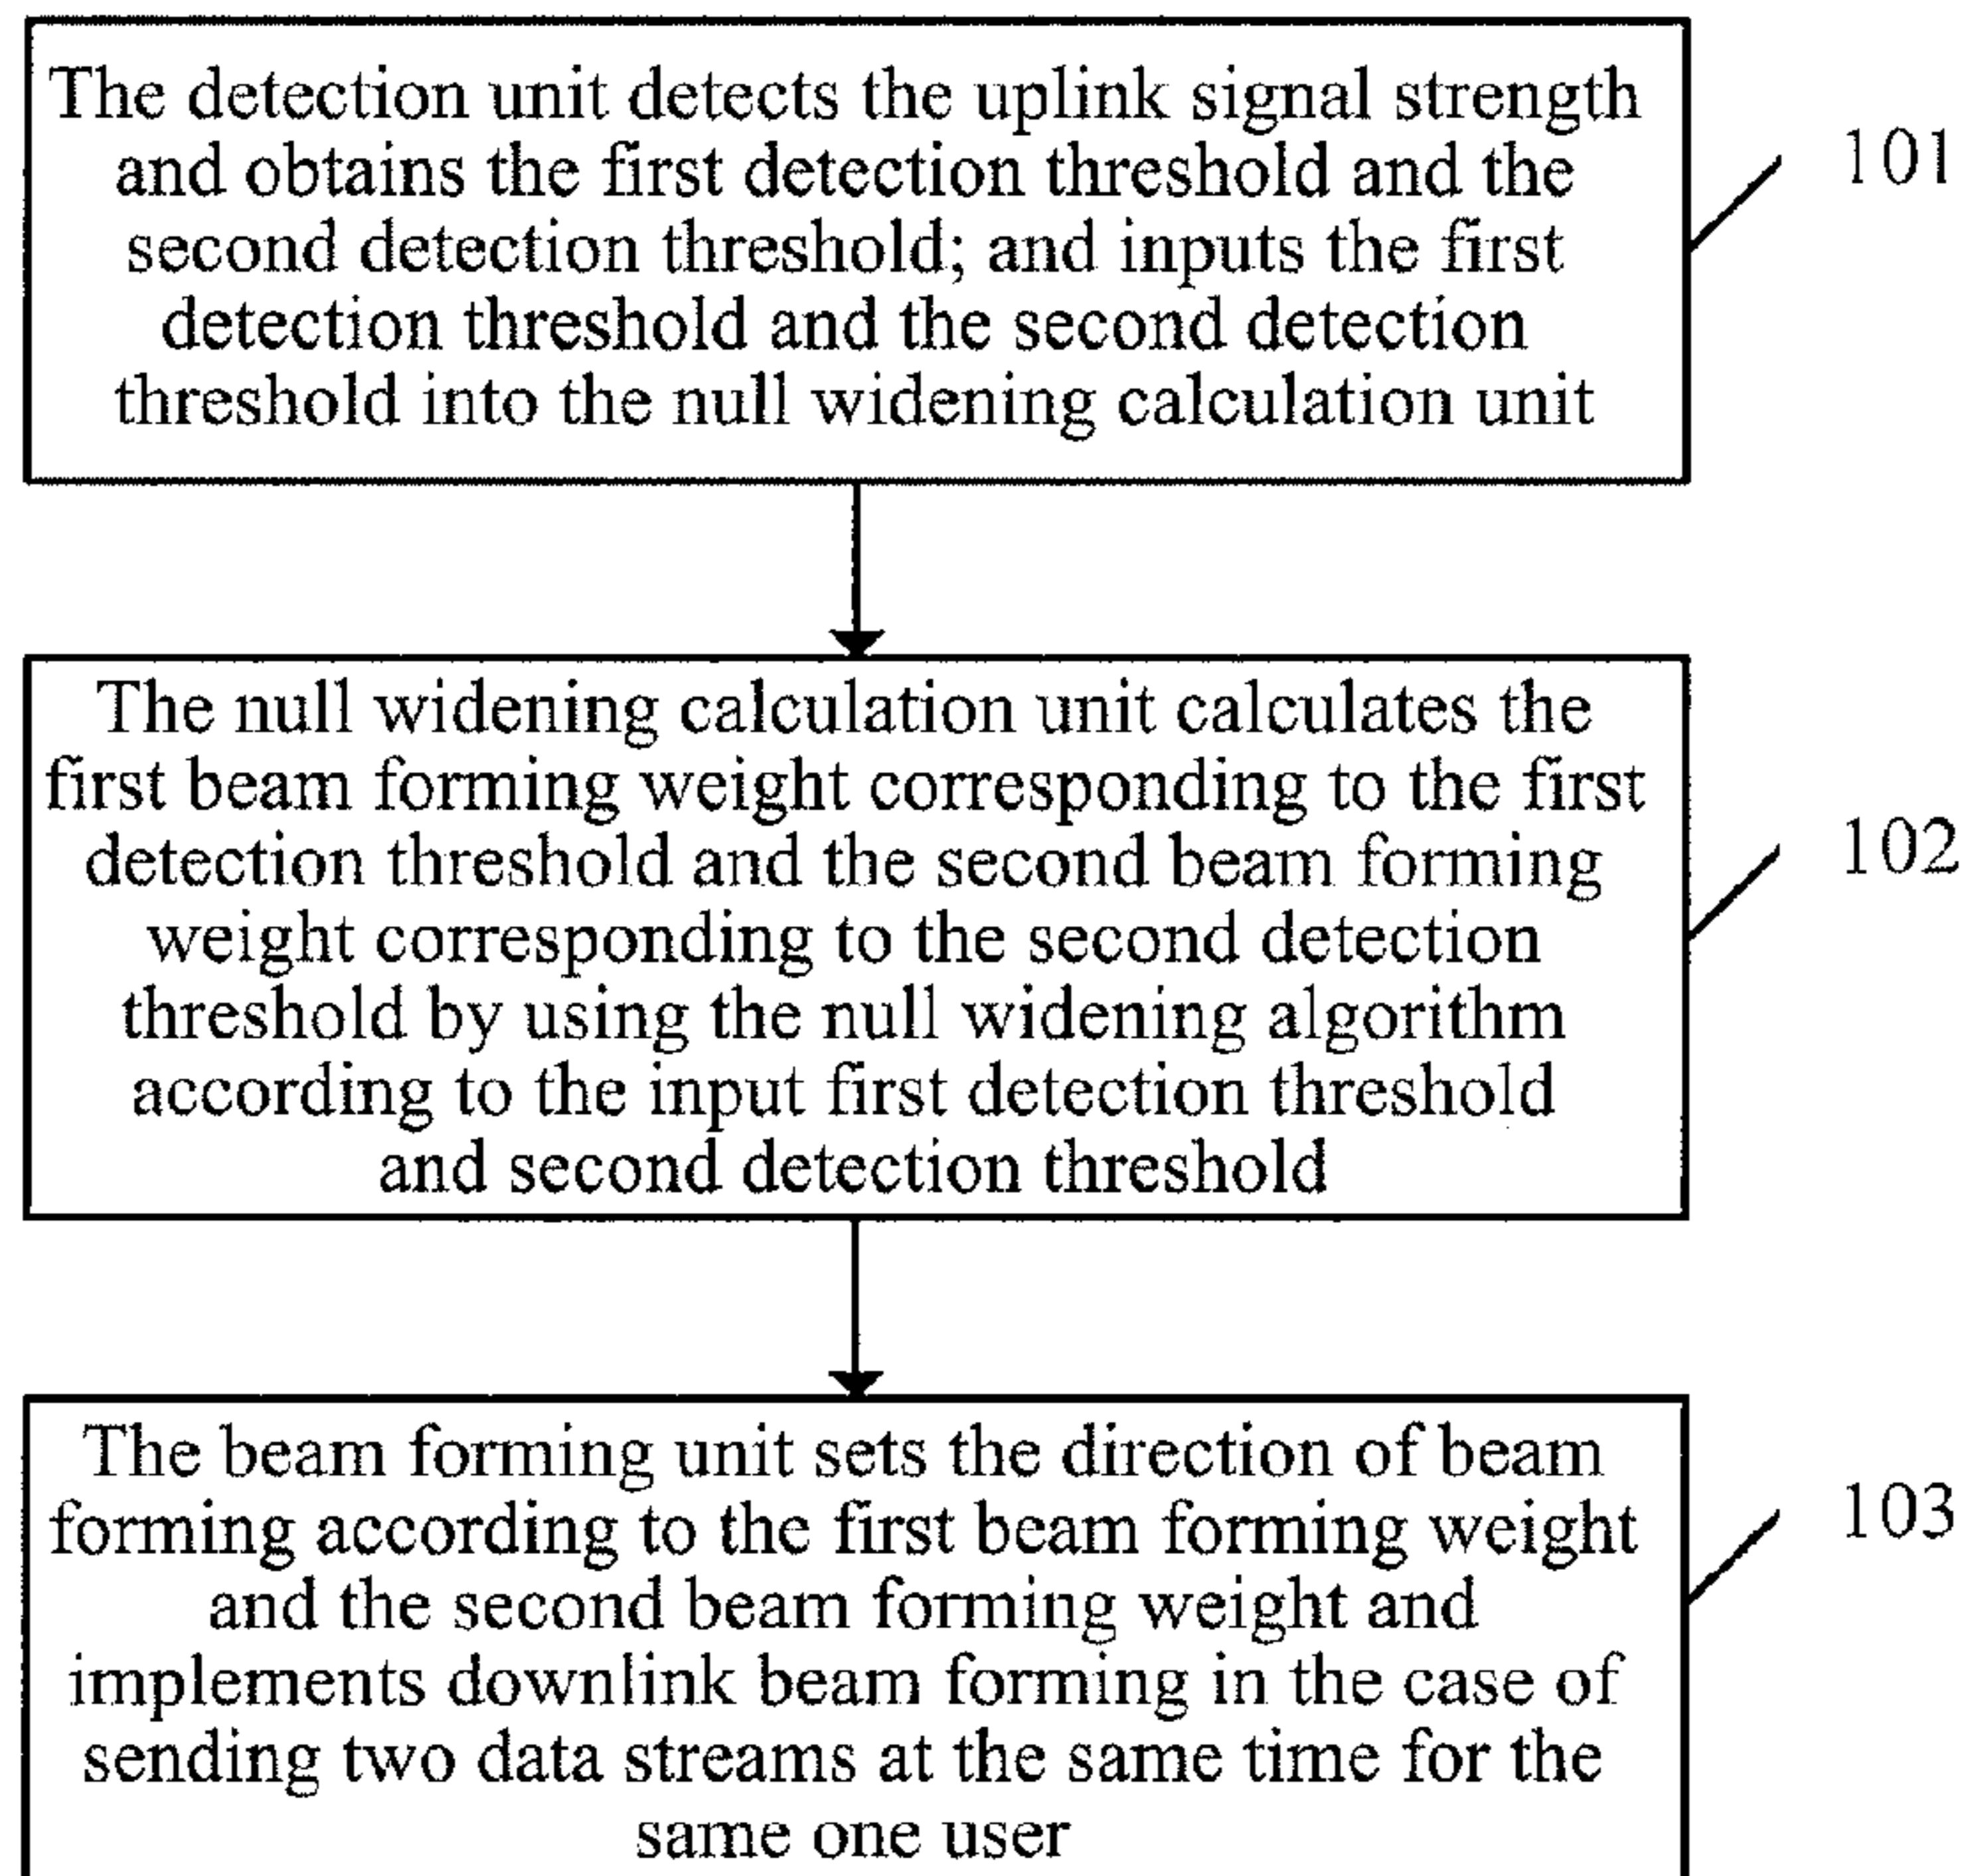 The detection unit detects the uplink signal strength
and obtains the first detection threshold and the
second detection threshold; and inputs the first
detection threshold and the second detection
threshold into the null widening calculation unit
101
The null widening calculation unit calculates the
first beam forming weight corresponding to the first
detection threshold and the second beam forming
weight corresponding to the second detection
threshold by using the null widening algorithm
according to the input first detection threshold
and second detection threshold
102
The beam forming unit sets the direction of beam
forming according to the first beam forming weight
and the second beam forming weight and
implements downlink beam forming in the case of
sending two data streams at the same time for the
same one user
103